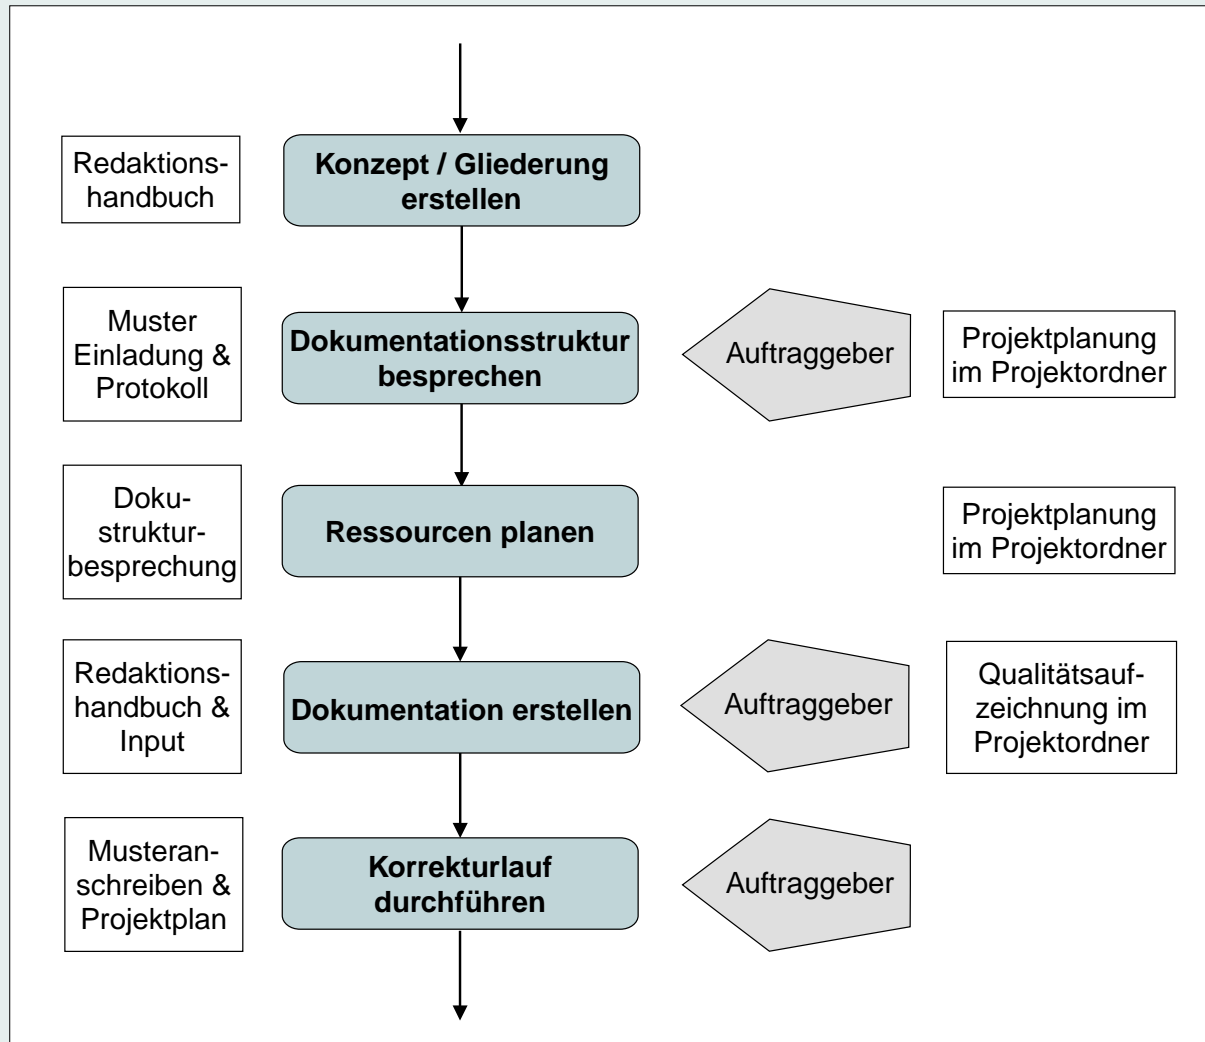 Redaktions-
handbuch
Konzept / Gliederung
erstellen
Muster
Einladung &
Protokoll
Dokumentationsstruktur
besprechen
Auftraggeber
Projektplanung
im Projektordner
Doku-
struktur-
besprechung
Ressourcen planen
Projektplanung
im Projektordner
Redaktions-
handbuch &
Input
Dokumentation erstellen
Auftraggeber
Qualitätsauf-
zeichnung im
Projektordner
Musteran-
schreiben &
Projektplan
Korrekturlauf
durchführen
Auftraggeber